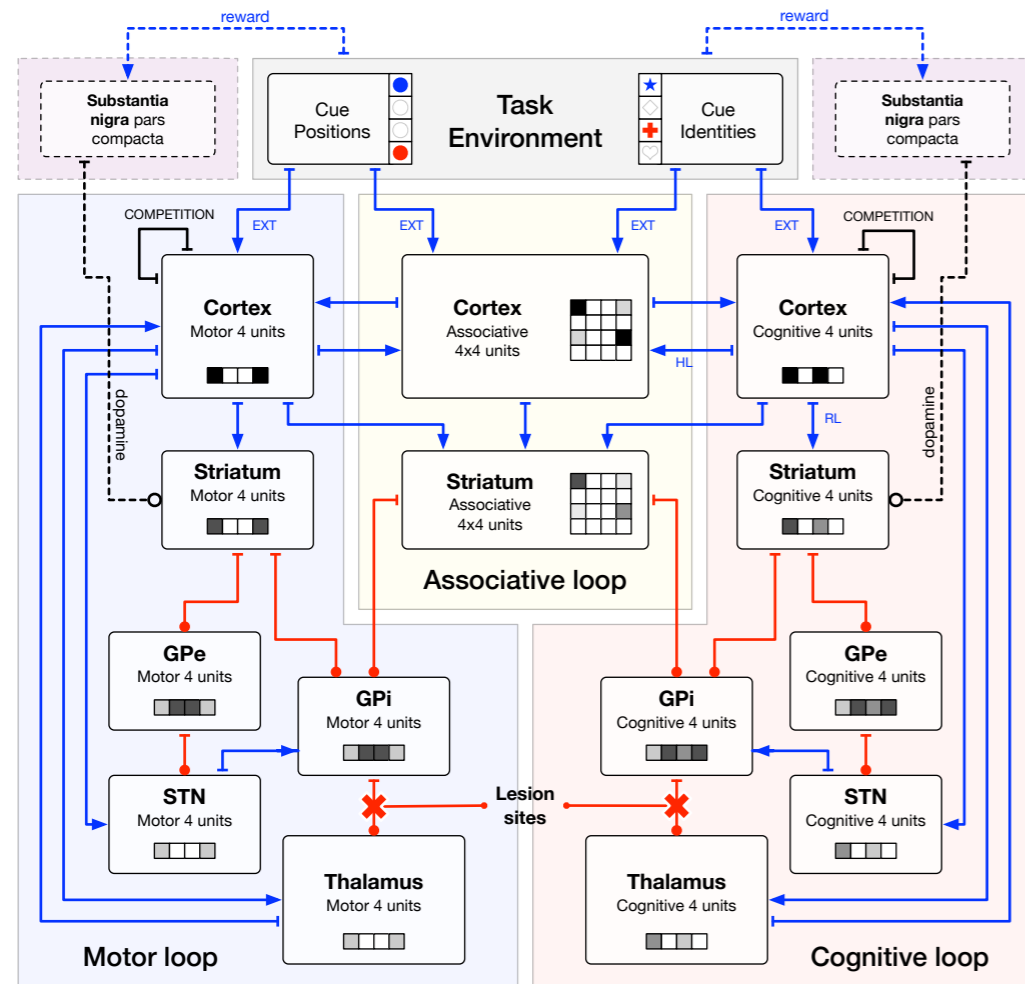 reward
reward
Substantia
nigra pars
compacta
Cue
Positions
Task
Environment
Cue
Identities
Substantia
nigra pars
compacta
COMPETITION
EXT
EXT
EXT
EXT
COMPETITION
Cortex
Motor 4 units
Cortex
Associative
4x4 units
Cortex
Cognitive 4 units
HL
dopamine
RL
dopamine
Striatum
Motor 4 units
Striatum
Associative
4x4 units
Striatum
Cognitive 4 units
Associative loop
GPe
Motor 4 units
GPi
Motor 4 units
GPi
Cognitive 4 units
GPe
Cognitive 4 units
STN
Motor 4 units
Lesion
sites
STN
Cognitive 4 units
Thalamus
Motor 4 units
Thalamus
Cognitive 4 units
Motor loop
Cognitive loop